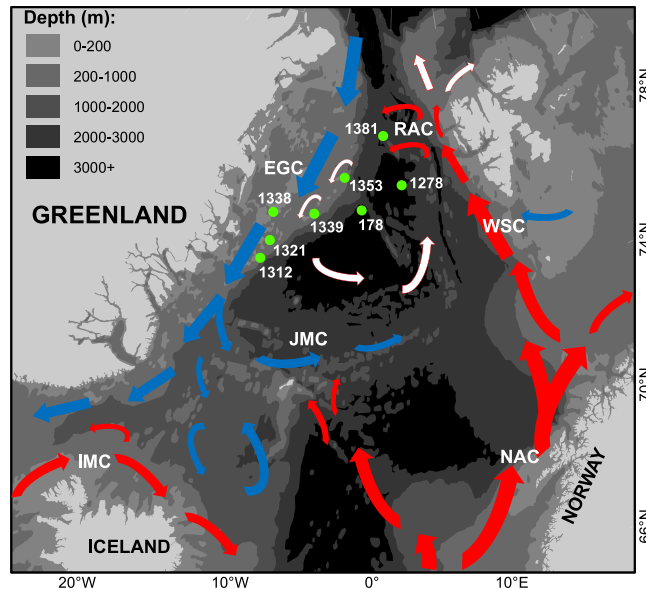 Depth (m):
0-200
200-1000
1000-2000
2000-3000
3000+
78°N
1381
RAC
EGC
1353
1278
GREENLAND
1338
1339
178
WSC
1321
1312
74°N
JMC
70°N
IMC
NAC
NORWAY
ICELAND
66°N
20°W
10°W
0°
10°E